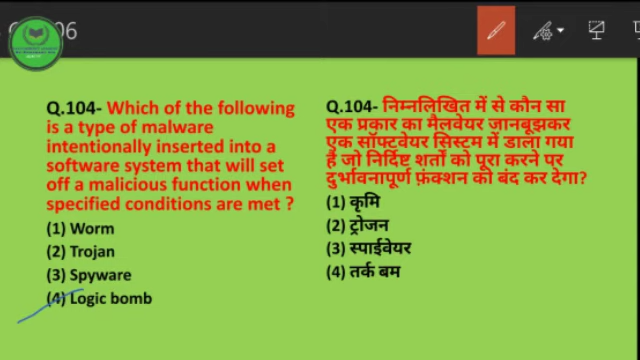 06
Q.104- Which of the following
is a type of malware
intentionally inserted into a
software system that will set
off a malicious function when
specified conditions are met ?
(1) Worm
(2) Trojan
(3) Spyware
(4) Logic bomb
Q.104- निम्नलिखित में से कौन सा
एक प्रकार का मैलवेयर जानबूझकर
एक सॉफ्टवेयर सिस्टम में डाला गया
है जो निर्दिष्ट शर्तों को पूरा करने पर
दुर्भावनापूर्ण फ़ंक्शन को बंद कर देगा?
(1) कृमि
(2) ट्रोजन
(3) स्पाईवेयर
(4) तर्क बम